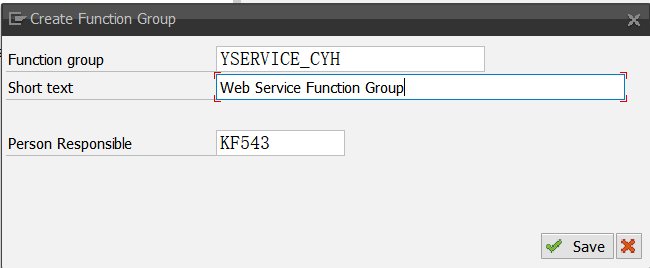 Create Function Group
Function group YSERVICE_CYH
Short text Web Service Function Group
Person Responsible KF543
Save